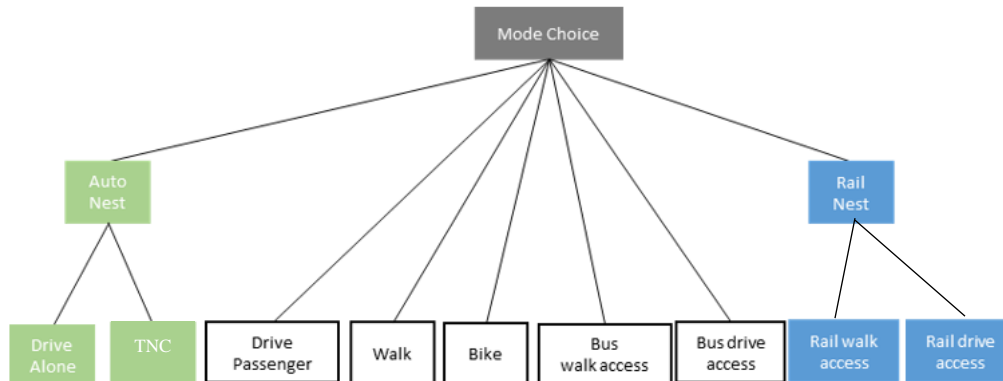 Mode Choice
Auto
Nest
Rail
Nest
Drive
Alone
TNC
Drive
Passenger
Walk
Bike
Bus
walk access
Bus drive
access
Rail walk
access
Rail drive
access